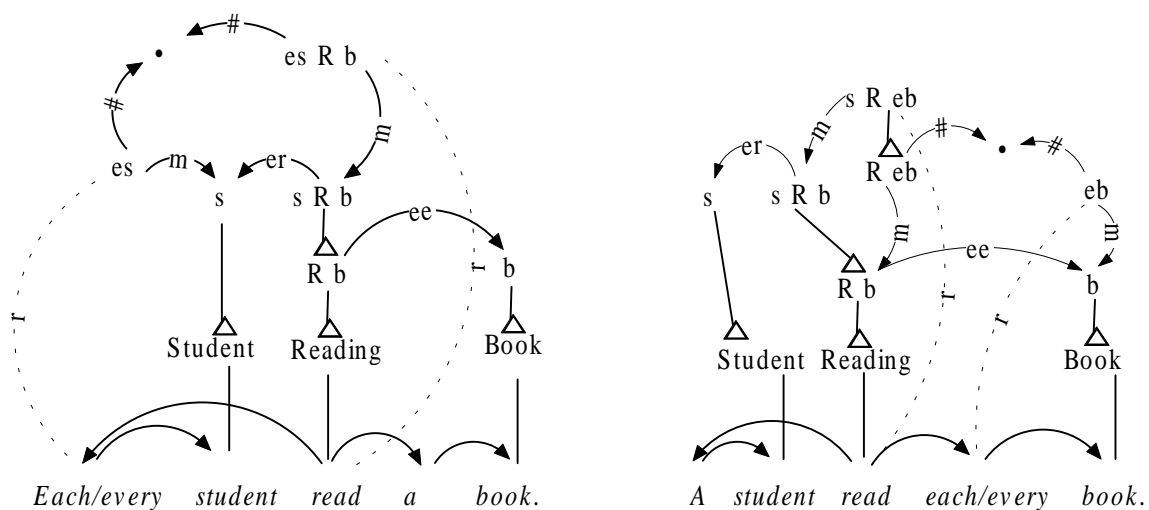 #
es R b
#
m
es
m
er
s
s R b
ee
R b
r
b
r
Student
Reading
Book
Each/every student read a book.
s R eb
m
#
#
er
R eb
s
s R b
eb
m
m
ee
R b
b
r
r
Student
Reading
Book
A student read each/every book.